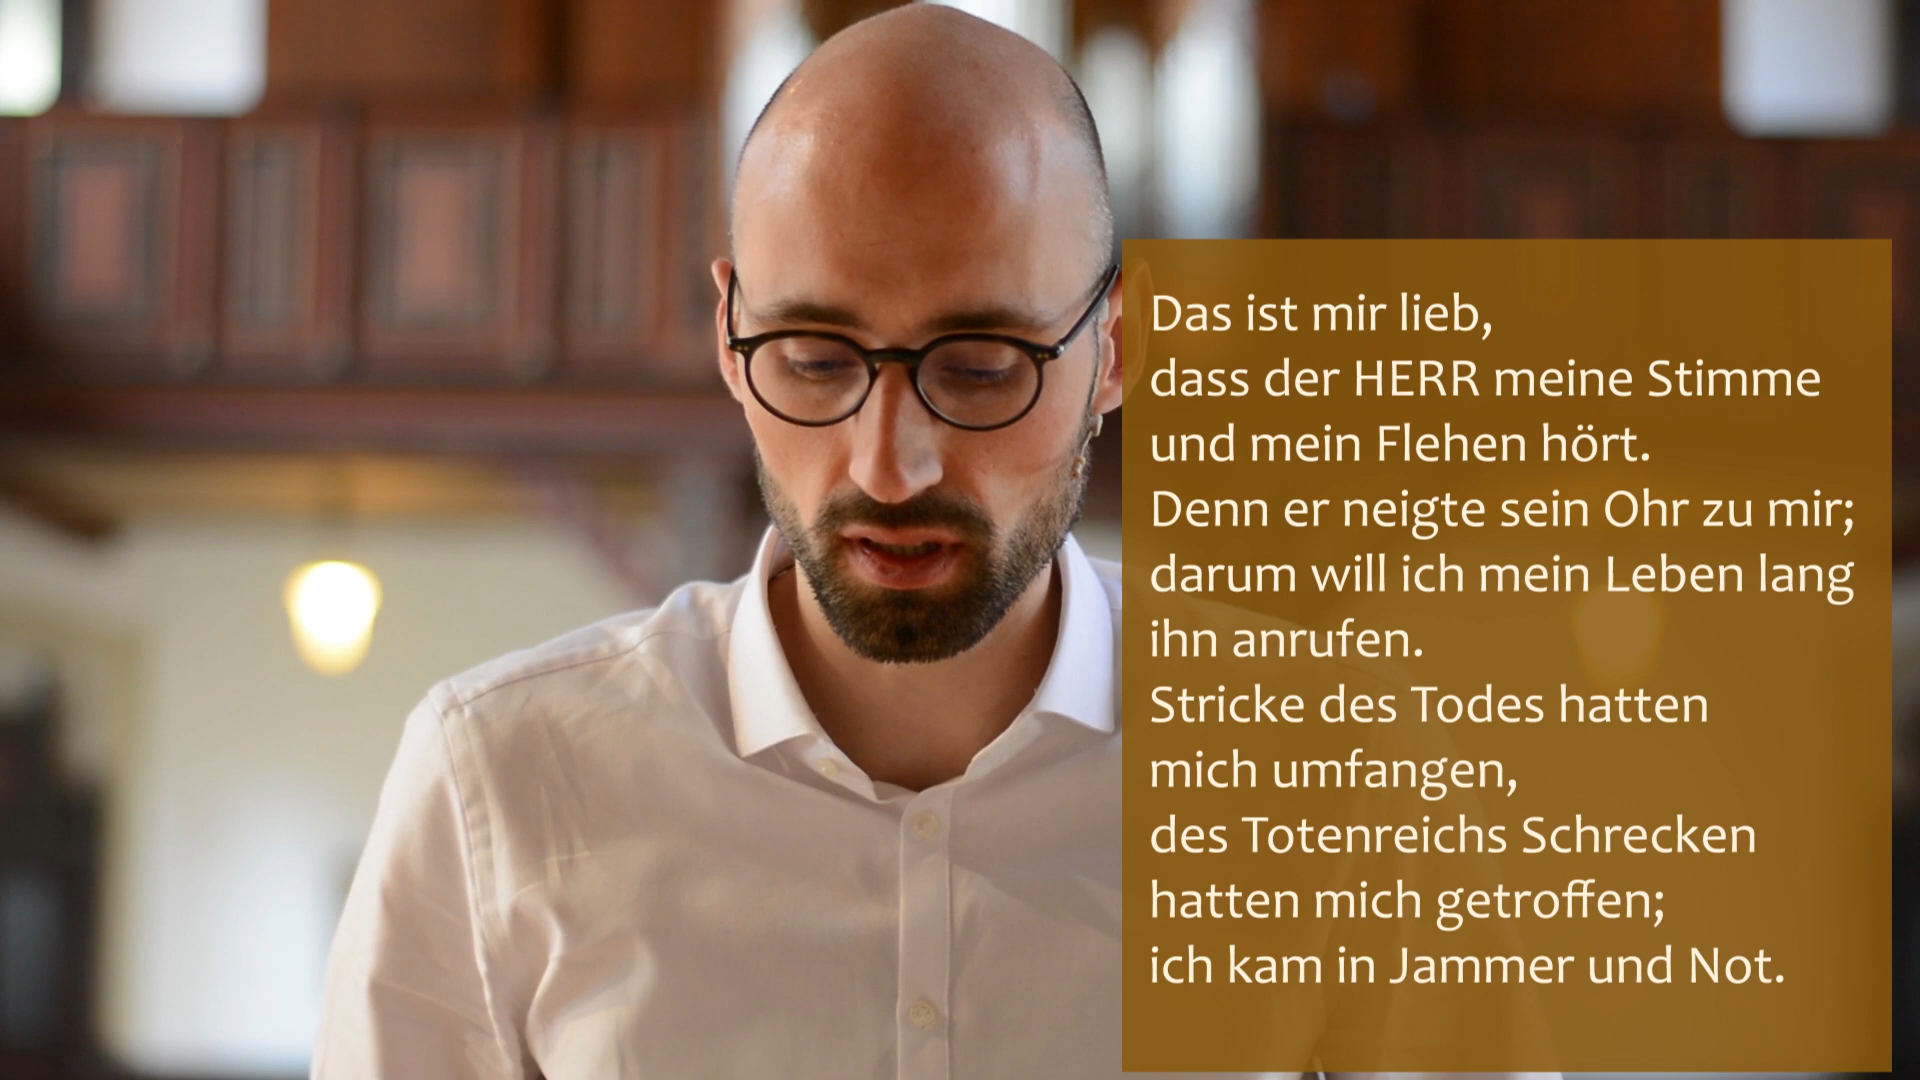 Das ist mir lieb,
dass der HERR meine Stimme
und mein Flehen hört.
Denn er neigte sein Ohr zu mir;
darum will ich mein Leben lang
ihn anrufen.
Stricke des Todes hatten
mich umfangen,
des Totenreichs Schrecken
hatten mich getroffen;
ich kam in Jammer und Not.